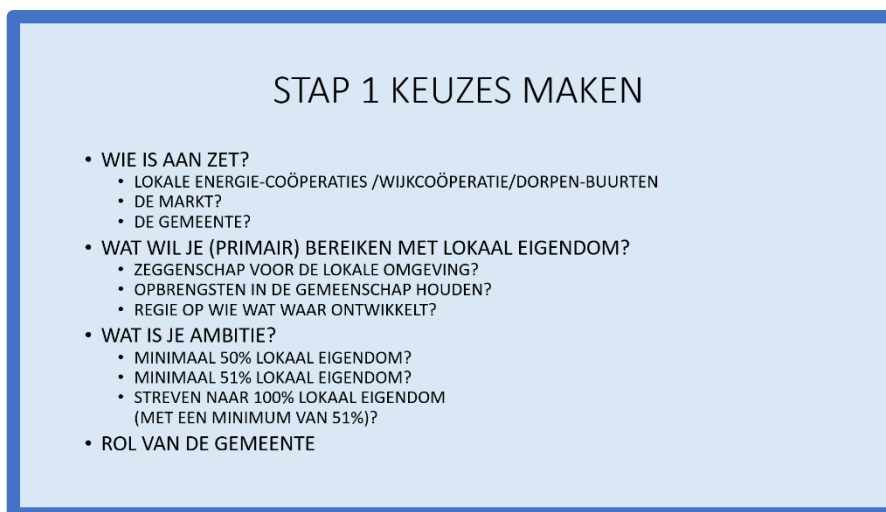 STAP 1 KEUZES MAKEN
• WIE IS AAN ZET?
• LOKALE ENERGIE-COÖPERATIES /WIJKCOÖPERATIE/DORPEN-BUURTEN
• DE MARKT?
• DE GEMEENTE?
• WAT WIL JE (PRIMAIR) BEREIKEN MET LOKAAL EIGENDOM?
• ZEGGENSCHAP VOOR DE LOKALE OMGEVING?
• OPBRENGSTEN IN DE GEMEENSCHAP HOUDEN?
• REGIE OP WIE WAT WAAR ONTWIKKELT?
• WAT IS JE AMBITIE?
• MINIMAAL 50% LOKAAL EIGENDOM?
• MINIMAAL 51% LOKAAL EIGENDOM?
• STREVEN NAAR 100% LOKAAL EIGENDOM
(MET EEN MINIMUM VAN 51%)?
• ROL VAN DE GEMEENTE